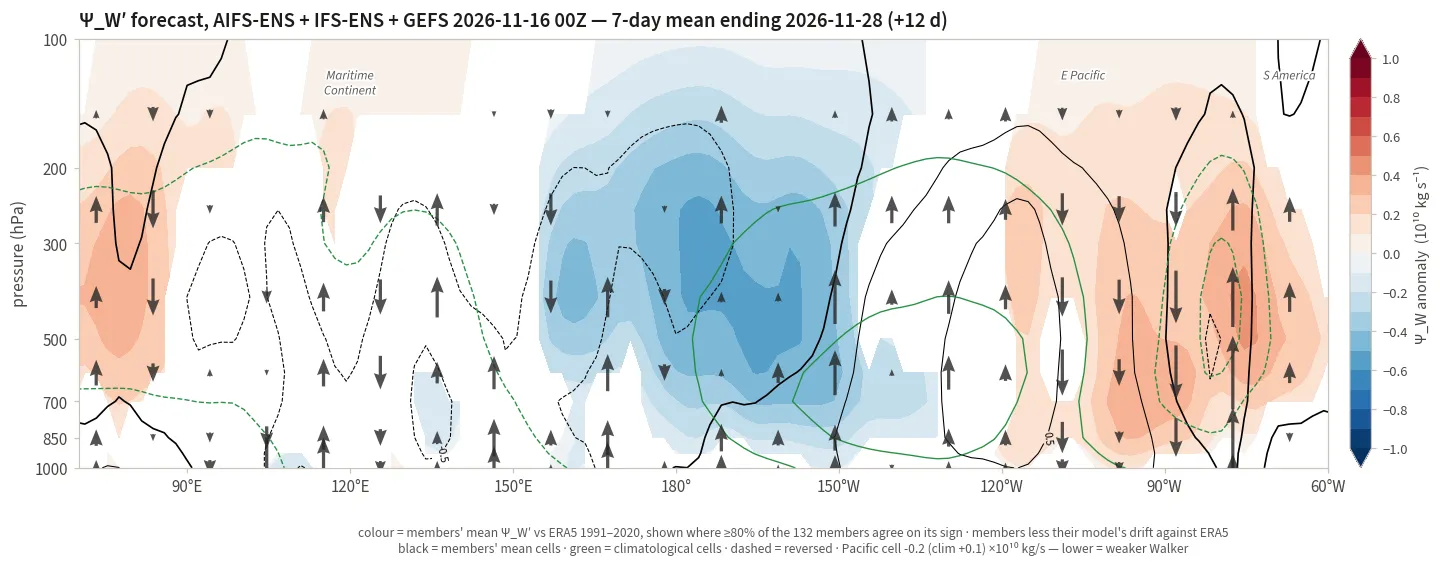 Ψ_W′ forecast, AIFS-ENS + IFS-ENS + GEFS 2026-11-16 00Z — 7-day mean ending 2026-11-28 (+12 d)
100
200
300
400
500
700
850
1000
pressure (hPa)
Maritime
Continent
E Pacific
S America
0.5
0.5
90°E
120°E
150°E
180°
150°W
120°W
90°W
60°W
1.0
0.8
0.6
0.4
0.2
0.0
−0.2
−0.4
−0.6
−0.8
−1.0
Ψ_W anomaly (10¹⁰ kg s⁻¹)
colour = members' mean Ψ_W′ vs ERA5 1991–2020, shown where ≥80% of the 132 members agree on its sign · members less their model's drift against ERA5
black = members' mean cells · green = climatological cells · dashed = reversed · Pacific cell -0.2 (clim +0.1) ×10¹⁰ kg/s — lower = weaker Walker